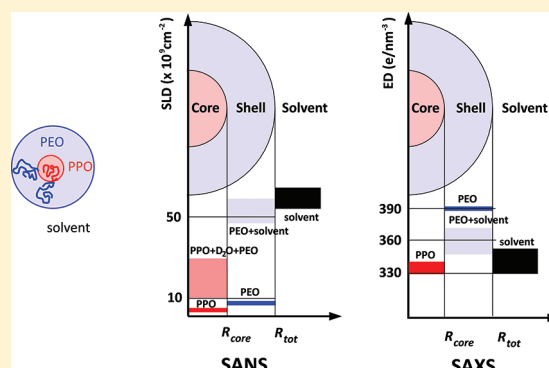 PEO
PPO
solvent
SLD (x 10⁹cm⁻²)
Core
Shell
Solvent
50
solvent
PEO+solvent
PPO+D₂O+PEO
10
PPO
PEO
R_core
R_tot
SANS
ED (e/nm⁻³)
Core
Shell
Solvent
390
PEO
PEO+solvent
360
solvent
PPO
330
R_core
R_tot
SAXS